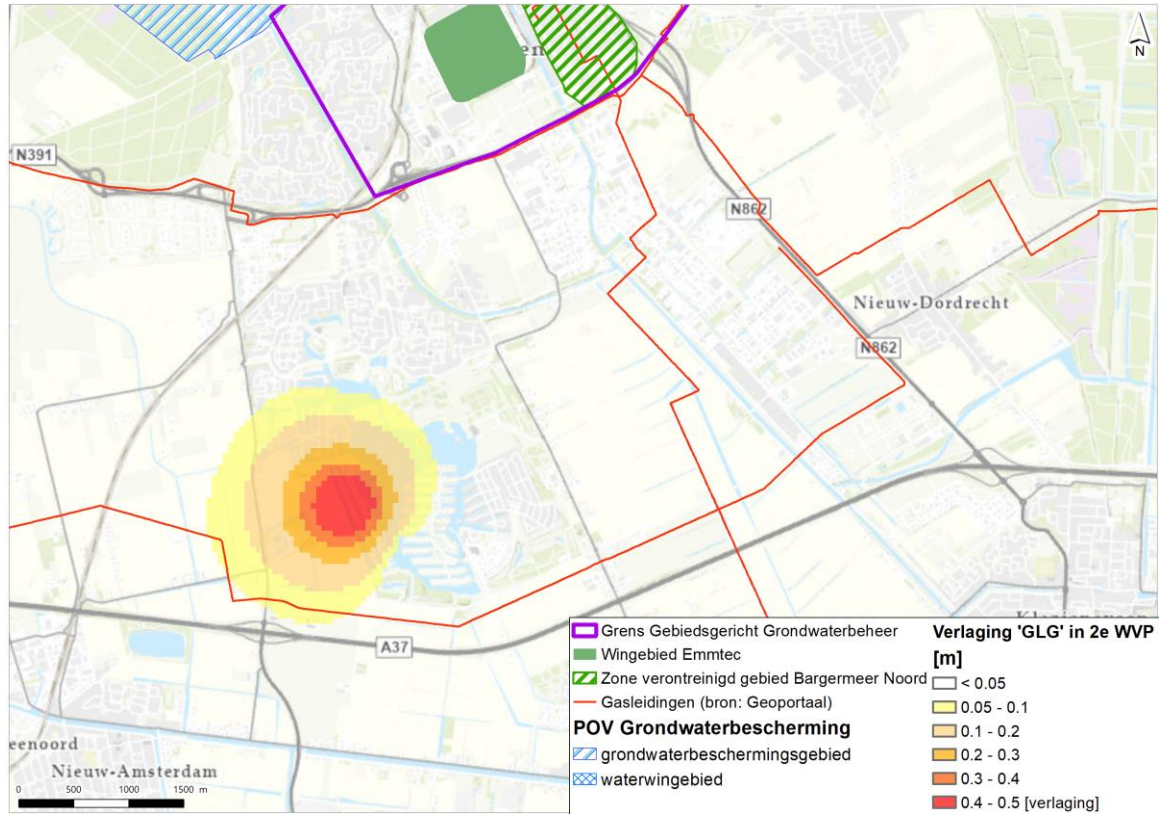 en
N
N391
N862
Nieuw-Dordrecht
N862
A37
eenoord
Nieuw-Amsterdam
0 500 1000 1500 m
Grens Gebiedsgericht Grondwaterbeheer
Wingebied Emmtec
Zone verontreinigd gebied Bargermeer Noord
Gasleidingen (bron: Geoportaal)
POV Grondwaterbescherming
grondwaterbeschermingsgebied
waterwingebied
Verlaging 'GLG' in 2e WVP
[m]
< 0.05
0.05 - 0.1
0.1 - 0.2
0.2 - 0.3
0.3 - 0.4
0.4 - 0.5 [verlaging]